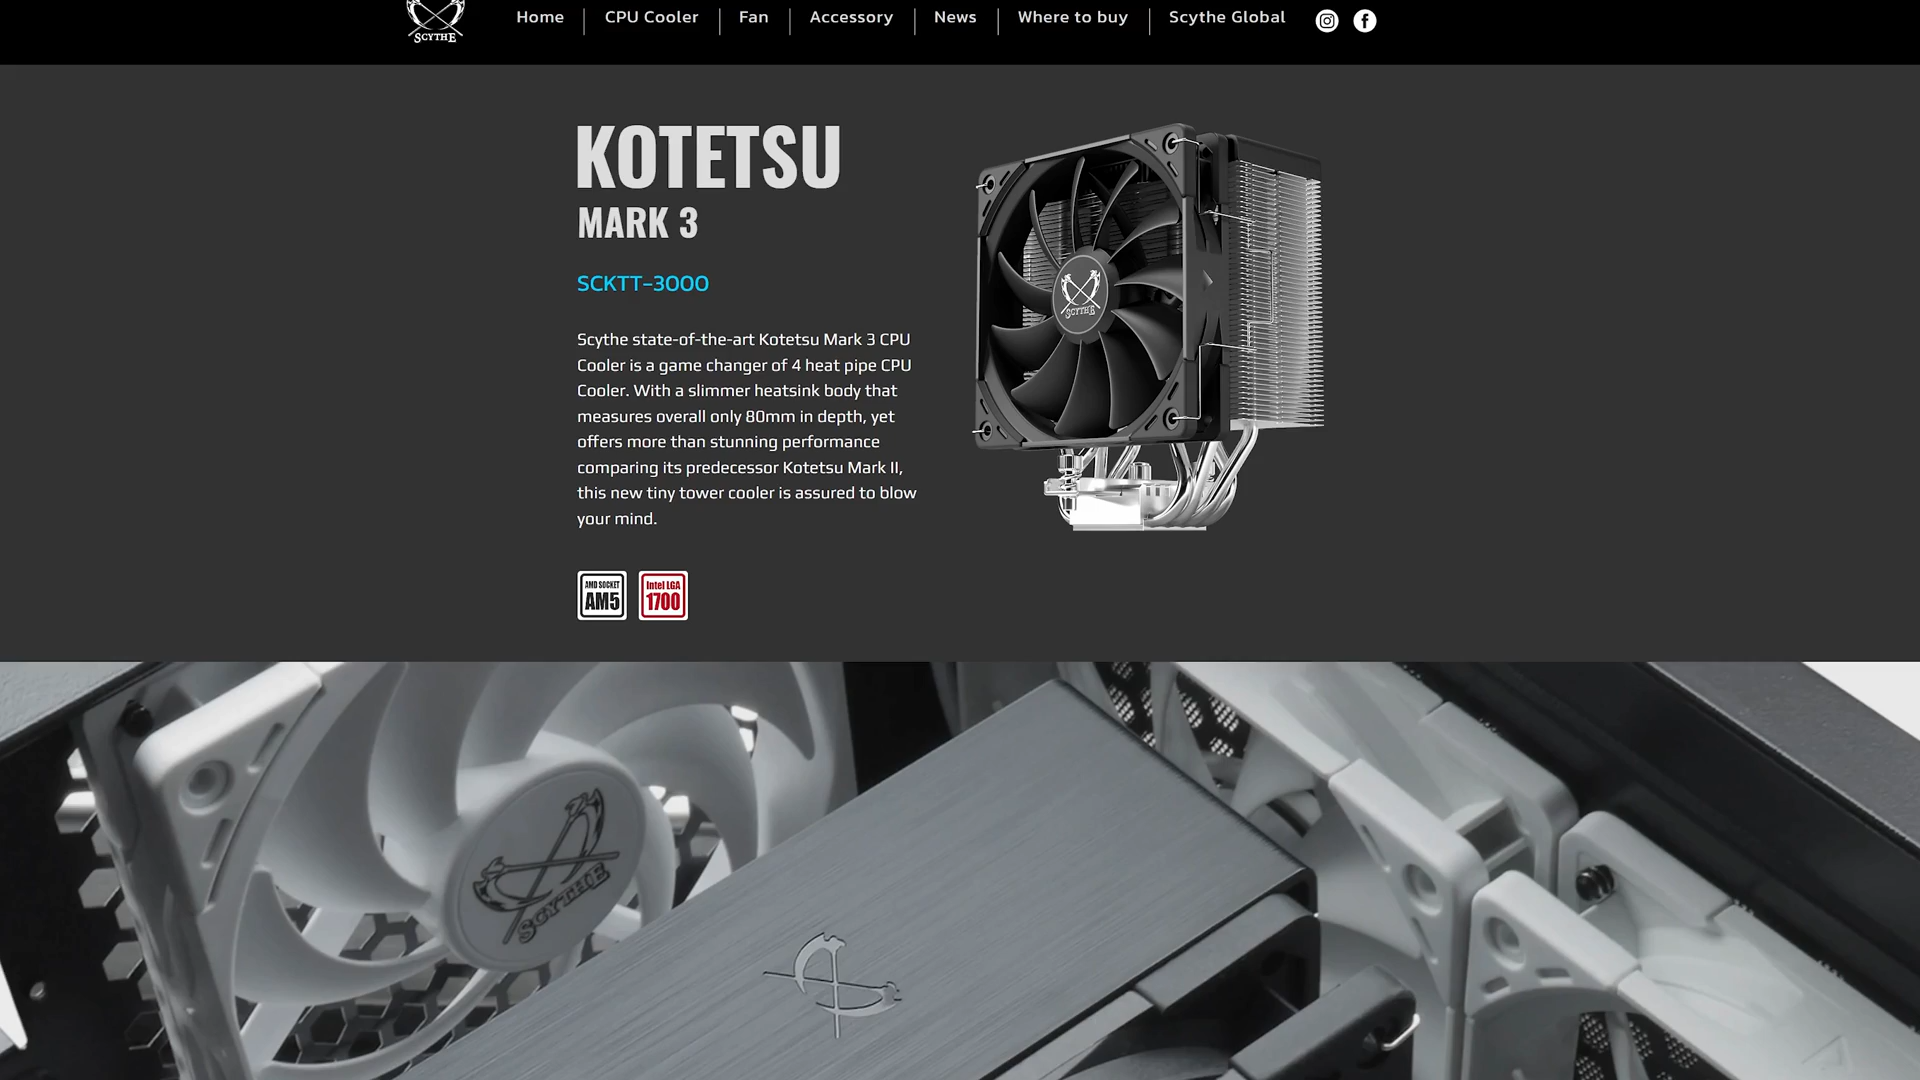 SCYTHE
Home
CPU Cooler
Fan
Accessory
News
Where to buy
Scythe Global
KOTETSU
MARK 3
SCKTT-3000
Scythe state-of-the-art Kotetsu Mark 3 CPU
Cooler is a game changer of 4 heat pipe CPU
Cooler. With a slimmer heatsink body that
measures overall only 80mm in depth, yet
offers more than stunning performance
comparing its predecessor Kotetsu Mark II,
this new tiny tower cooler is assured to blow
your mind.
SCYTHE
AMD SOCKET
AM5
Intel LGA
1700
SCYTHE